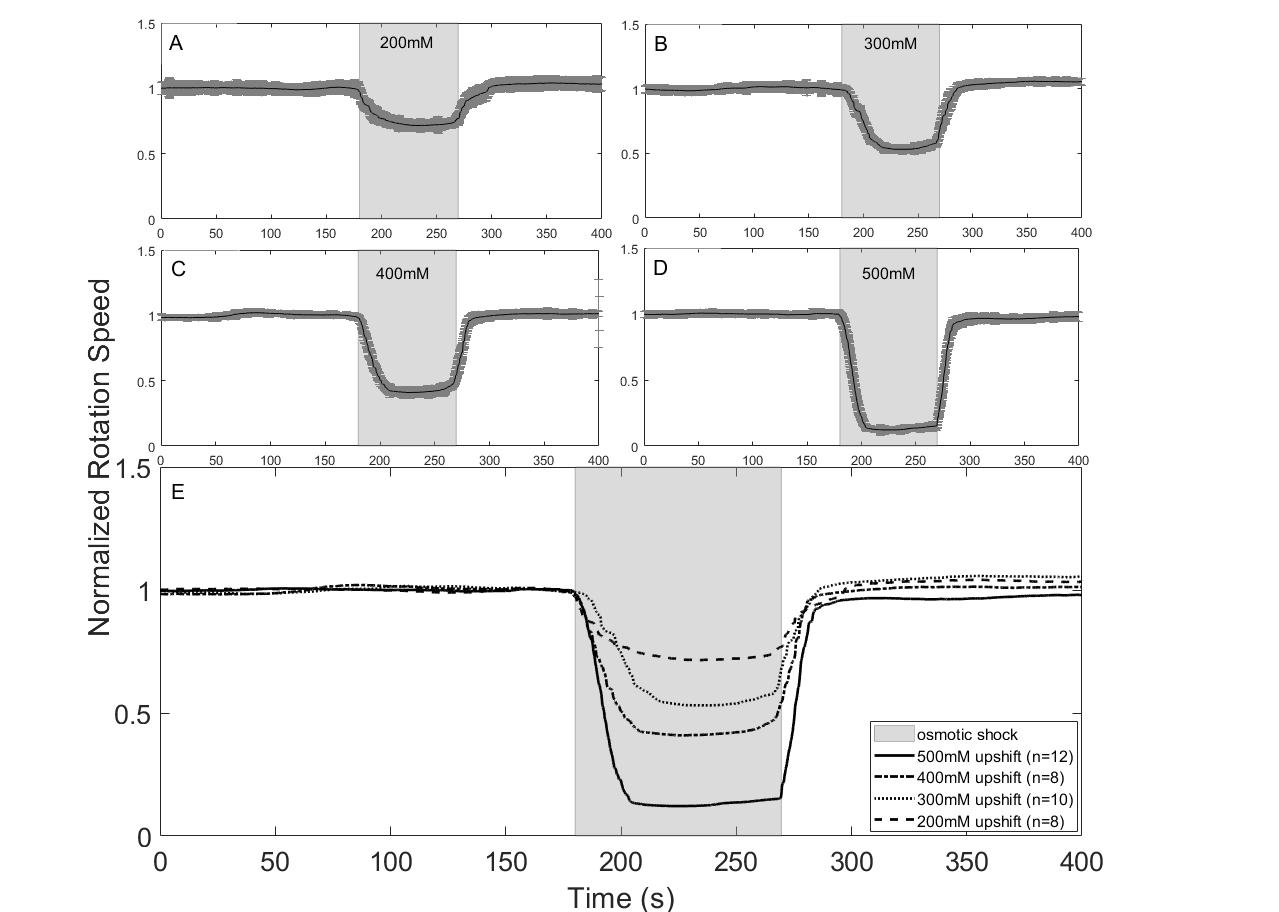 A
200mM
1.5
1
0.5
0
0 50 100 150 200 250 300 350 400
B
300mM
1.5
1
0.5
0
0 50 100 150 200 250 300 350 400
C
400mM
1.5
1
0.5
0
0 50 100 150 200 250 300 350 400
D
500mM
1.5
1
0.5
0
0 50 100 150 200 250 300 350 400
Normalized Rotation Speed
E
1.5
1
0.5
0
osmotic shock
500mM upshift (n=12)
400mM upshift (n=8)
300mM upshift (n=10)
200mM upshift (n=8)
0 50 100 150 200 250 300 350 400
Time (s)